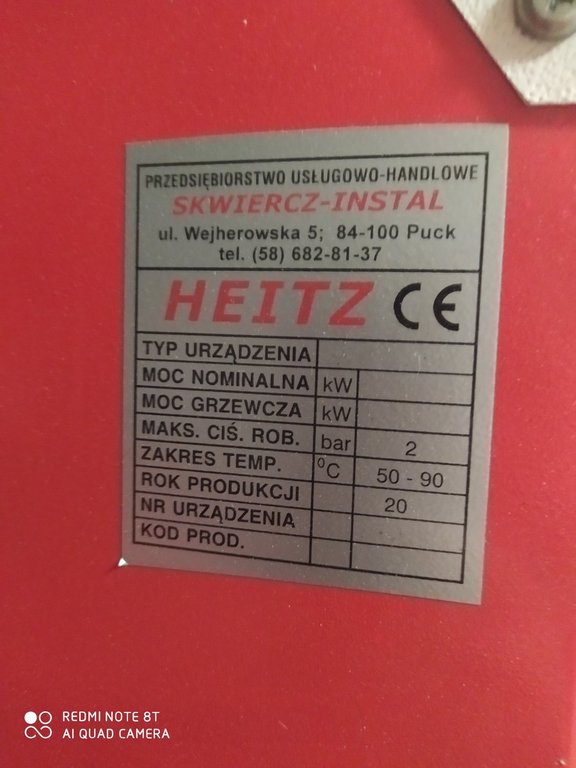 PRZEDSIĘBIORSTWO USŁUGOWO-HANDLOWE
SKWIERCZ-INSTAL
ul. Wejherowska 5; 84-100 Puck
tel. (58) 682-81-37
HEITZ CE
TYP URZĄDZENIA
MOC NOMINALNA kW
MOC GRZEWCZA kW
MAKS. CIŚ. ROB. bar 2
ZAKRES TEMP. °C 50 - 90
ROK PRODUKCJI 20
NR URZĄDZENIA
KOD PROD.
REDMI NOTE 8T
AI QUAD CAMERA